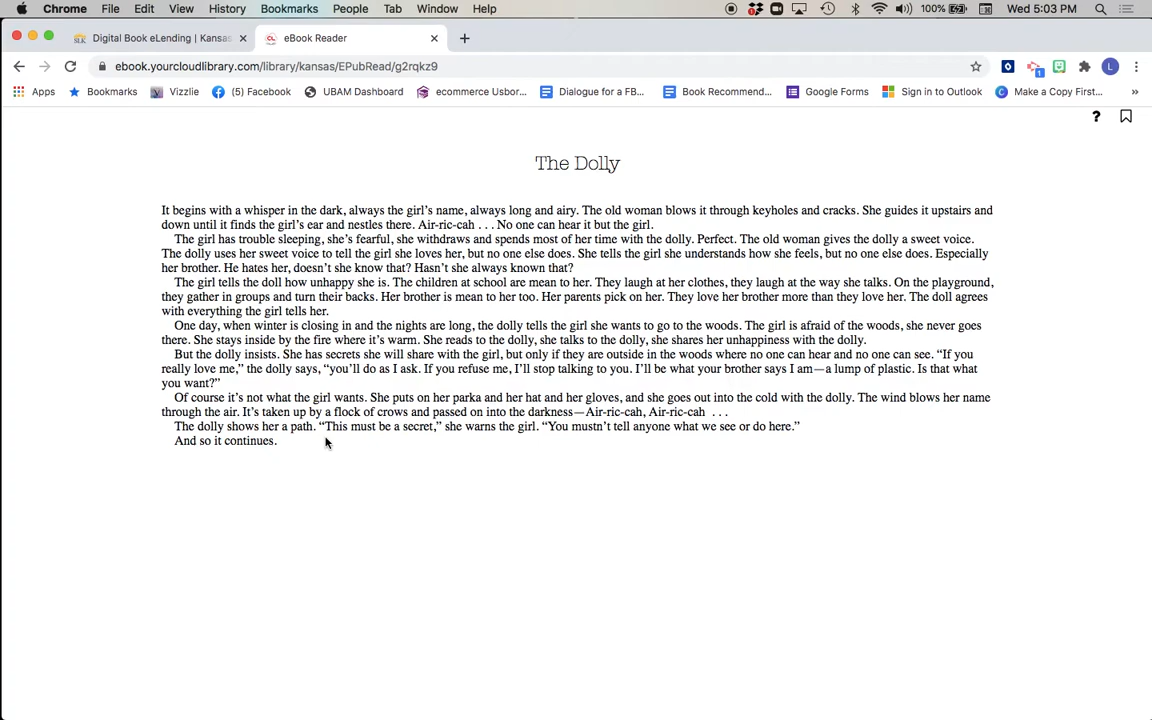 Chrome File Edit View History Bookmarks People Tab Window Help 100% Wed 5:03 PM
Digital Book eLending | Kansas eBook Reader
ebook.yourcloudlibrary.com/library/kansas/EPubRead/g2rqkz9 1 L
Apps Bookmarks Vizzlie (5) Facebook UBAM Dashboard ecommerce Usbor... Dialogue for a FB... Book Recommend... Google Forms Sign in to Outlook Make a Copy First... »
?
The Dolly
It begins with a whisper in the dark, always the girl’s name, always long and airy. The old woman blows it through keyholes and cracks. She guides it upstairs and
down until it finds the girl’s ear and nestles there. Air-ric-cah . . . No one can hear it but the girl.
The girl has trouble sleeping, she’s fearful, she withdraws and spends most of her time with the dolly. Perfect. The old woman gives the dolly a sweet voice.
The dolly uses her sweet voice to tell the girl she loves her, but no one else does. She tells the girl she understands how she feels, but no one else does. Especially
her brother. He hates her, doesn’t she know that? Hasn’t she always known that?
The girl tells the doll how unhappy she is. The children at school are mean to her. They laugh at her clothes, they laugh at the way she talks. On the playground,
they gather in groups and turn their backs. Her brother is mean to her too. Her parents pick on her. They love her brother more than they love her. The doll agrees
with everything the girl tells her.
One day, when winter is closing in and the nights are long, the dolly tells the girl she wants to go to the woods. The girl is afraid of the woods, she never goes
there. She stays inside by the fire where it’s warm. She reads to the dolly, she talks to the dolly, she shares her unhappiness with the dolly.
But the dolly insists. She has secrets she will share with the girl, but only if they are outside in the woods where no one can hear and no one can see. “If you
really love me,” the dolly says, “you’ll do as I ask. If you refuse me, I’ll stop talking to you. I’ll be what your brother says I am—a lump of plastic. Is that what
you want?”
Of course it’s not what the girl wants. She puts on her parka and her hat and her gloves, and she goes out into the cold with the dolly. The wind blows her name
through the air. It’s taken up by a flock of crows and passed on into the darkness—Air-ric-cah, Air-ric-cah . . .
The dolly shows her a path. “This must be a secret,” she warns the girl. “You mustn’t tell anyone what we see or do here.”
And so it continues.